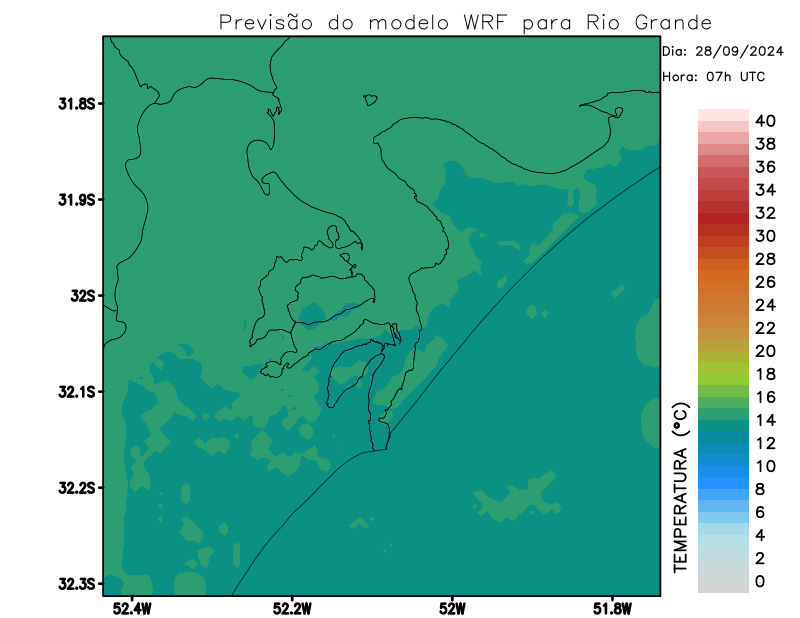 Previsão do modelo WRF para Rio Grande
Dia: 28/09/2024
Hora: 07h UTC
31.8S
31.9S
32S
32.1S
32.2S
32.3S
52.4W
52.2W
52W
51.8W
TEMPERATURA (°C)
40
38
36
34
32
30
28
26
24
22
20
18
16
14
12
10
8
6
4
2
0